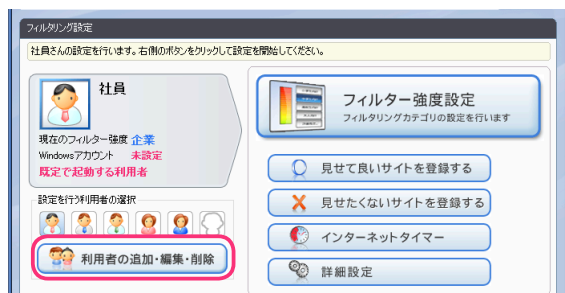 フィルタリング設定
社員さんの設定を行います。右側のボタンをクリックして設定を開始してください。
社員
現在のフィルター強度 企業
Windowsアカウント 未設定
既定で起動する利用者
設定を行う利用者の選択
利用者の追加・編集・削除
フィルター強度設定
フィルタリングカテゴリの設定を行います
見せて良いサイトを登録する
見せたくないサイトを登録する
インターネットタイマー
詳細設定